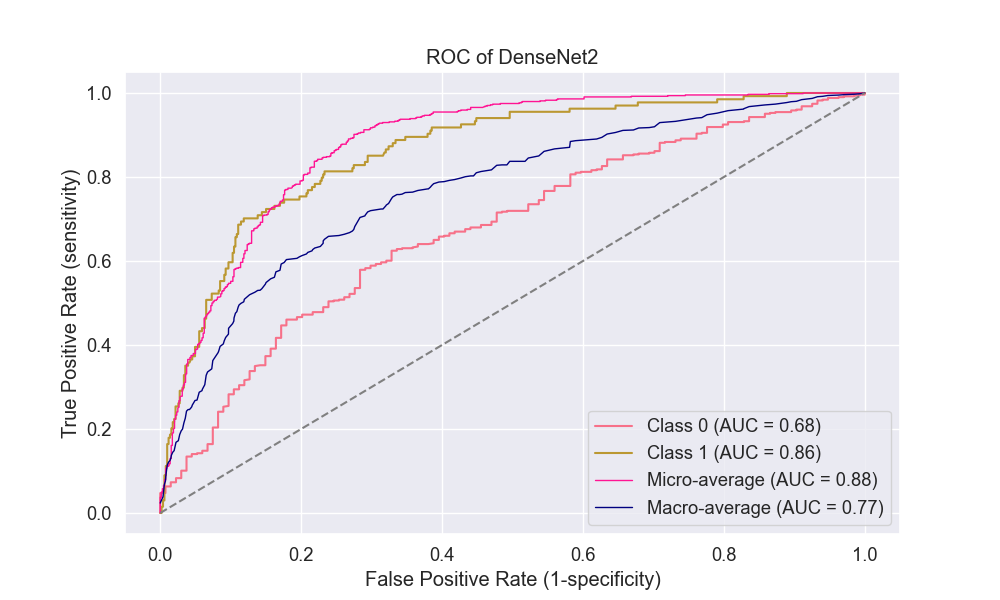 ROC of DenseNet2
True Positive Rate (sensitivity)
1.0
0.8
0.6
0.4
0.2
0.0
Class 0 (AUC = 0.68)
Class 1 (AUC = 0.86)
Micro-average (AUC = 0.88)
Macro-average (AUC = 0.77)
0.0 0.2 0.4 0.6 0.8 1.0
False Positive Rate (1-specificity)